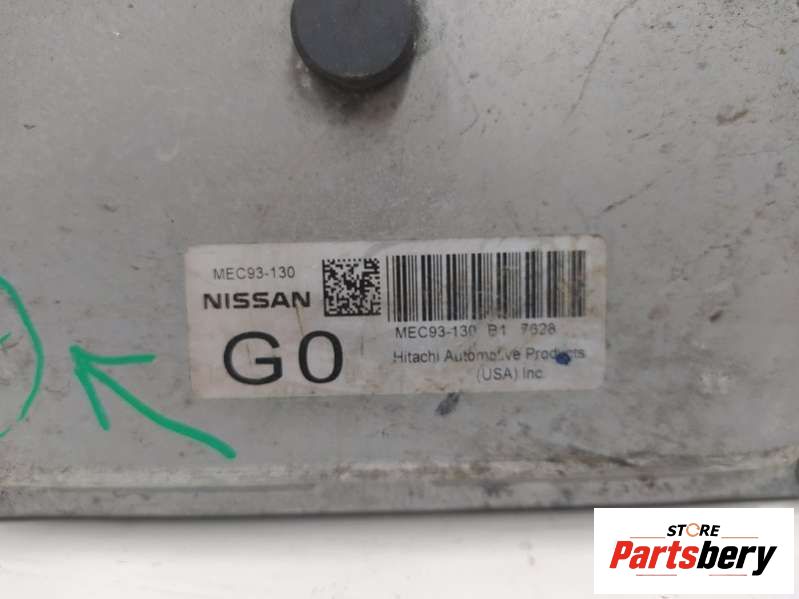 MEC93-130
NISSAN
G0
MEC93-130 B1 7628
Hitachi Automotive Products
(USA) Inc.
STORE
Partsbery